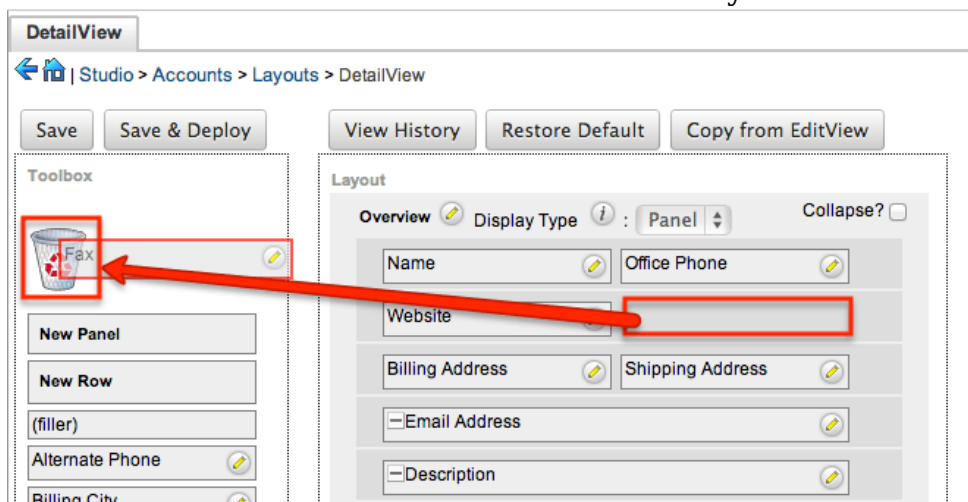 DetailView
| Studio > Accounts > Layouts > DetailView
Save Save & Deploy View History Restore Default Copy from EditView
Toolbox
Fax
New Panel
New Row
(filler)
Alternate Phone
Billing City
Layout
Overview Display Type i : Panel Collapse?
Name Office Phone
Website
Billing Address Shipping Address
Email Address
Description